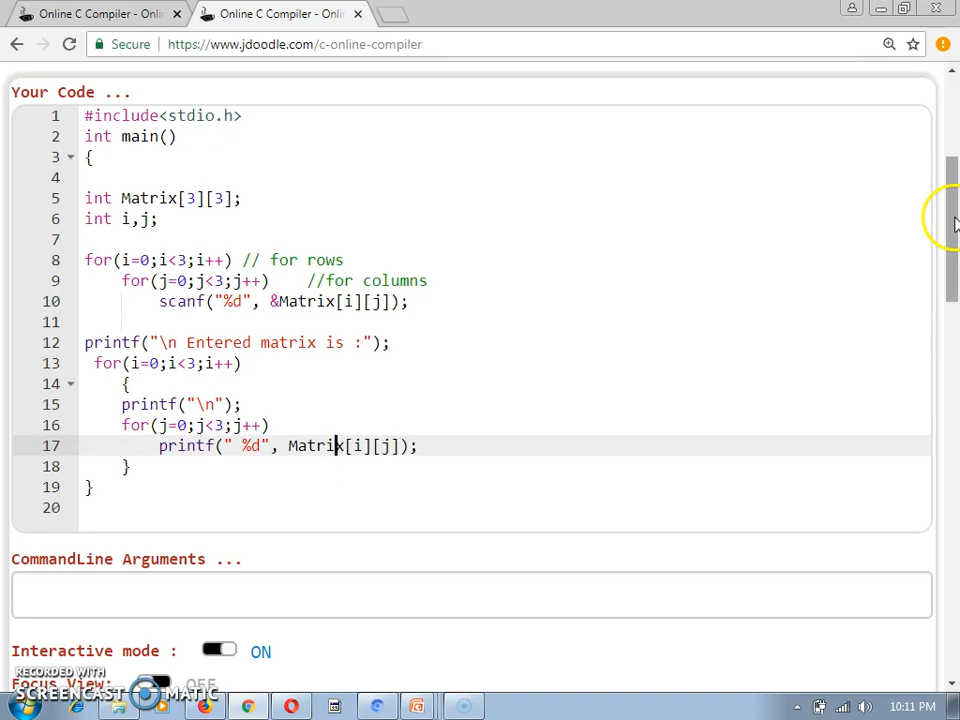 Online C Compiler - Onli
Online C Compiler - Onli
Secure
https://www.jdoodle.com/c-online-compiler
Your Code ...
1 #include<stdio.h>
2 int main()
3 {
4
5 int Matrix[3][3];
6 int i,j;
7
8 for(i=0;i<3;i++) // for rows
9 for(j=0;j<3;j++) //for columns
10 scanf("%d", &Matrix[i][j]);
11
12 printf("\n Entered matrix is :");
13 for(i=0;i<3;i++)
14 {
15 printf("\n");
16 for(j=0;j<3;j++)
17 printf(" %d", Matrix[i][j]);
18 }
19 }
20
CommandLine Arguments ...
Interactive mode : ON
RECORDED WITH
Focus View: OFF
SCREENCAST MATIC
10:11 PM